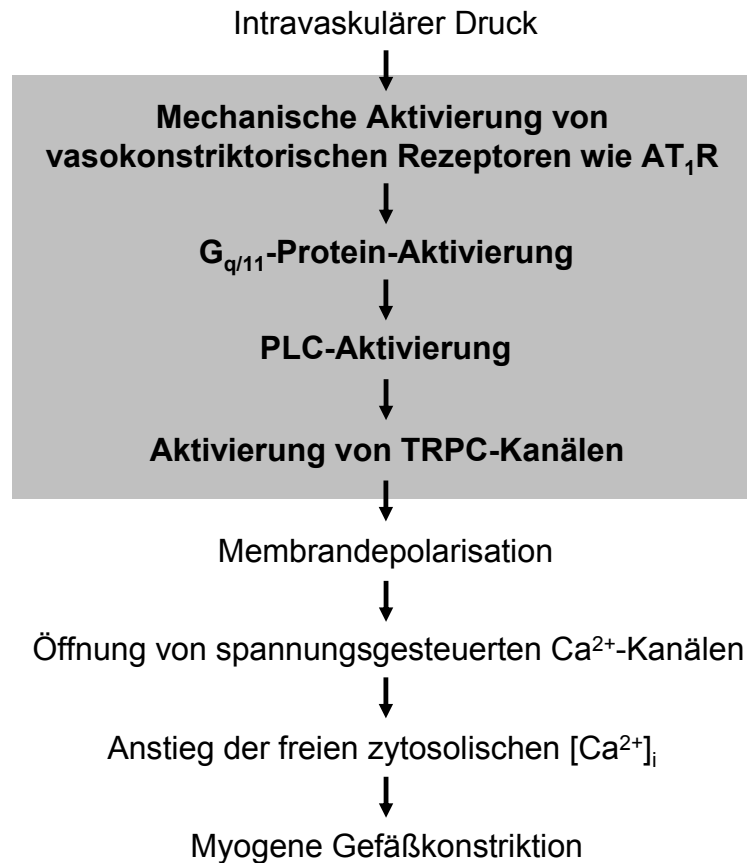 Intravaskulärer Druck
Mechanische Aktivierung von
vasokonstriktorischen Rezeptoren wie AT₁R
G_q/11-Protein-Aktivierung
PLC-Aktivierung
Aktivierung von TRPC-Kanälen
Membrandepolarisation
Öffnung von spannungsgesteuerten Ca²⁺-Kanälen
Anstieg der freien zytosolischen [Ca²⁺]ᵢ
Myogene Gefäßkonstriktion